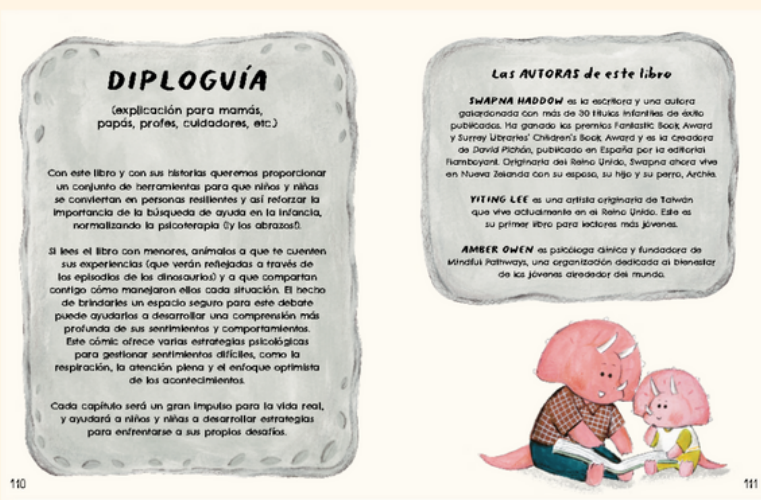 DIPLOGUÍA
(explicación para mamás,
papás, profes, cuidadores, etc.)
Con este libro y con sus historias queremos proporcionar
un conjunto de herramientas para que niños y niñas
se conviertan en personas resilientes y así reforzar la
importancia de la búsqueda de ayuda en la infancia,
normalizando la psicoterapia (¡y los abrazos!).
Si lees el libro con menores, anímalos a que te cuenten
sus experiencias (que verán reflejadas a través de
los episodios de los dinosaurios) y a que compartan
contigo cómo manejaron ellos cada situación. El hecho
de brindarles un espacio seguro para este debate
puede ayudarlos a desarrollar una comprensión más
profunda de sus sentimientos y comportamientos.
Este cómic ofrece varias estrategias psicológicas
para gestionar sentimientos difíciles, como la
respiración, la atención plena y el enfoque optimista
de los acontecimientos.
Cada capítulo será un gran impulso para la vida real,
y ayudará a niños y niñas a desarrollar estrategias
para enfrentarse a sus propios desafíos.
110
Las AUTORAS de este libro
SWAPNA HADDOW es la escritora y una autora
galardonada con más de 30 títulos infantiles de éxito
publicados. Ha ganado los premios Fantastic Book Award
y Surrey Libraries' Children's Book Award y es la creadora
de David Pichón, publicado en España por la editorial
Flamboyant. Originaria del Reino Unido, Swapna ahora vive
en Nueva Zelanda con su esposo, su hijo y su perro, Archie.
YITING LEE es una artista originaria de Taiwán
que vive actualmente en el Reino Unido. Este es
su primer libro para lectores más jóvenes.
AMBER OWEN es psicóloga clínica y fundadora de
Mindful Pathways, una organización dedicada al bienestar
de los jóvenes alrededor del mundo.
111